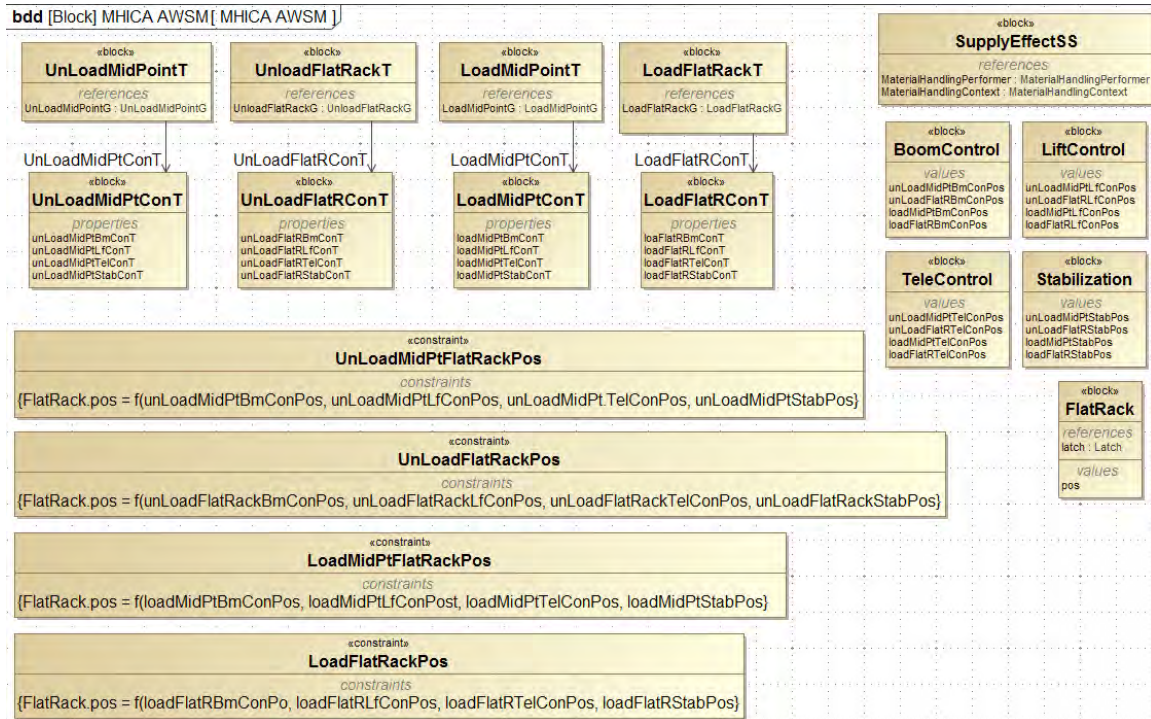 bdd [Block] MHICA AWSM[ MHICA AWSM ]
«block»
UnLoadMidPointT
references
UnLoadMidPointG : UnLoadMidPointG
«block»
UnloadFlatRackT
references
UnloadFlatRackG : UnloadFlatRackG
«block»
LoadMidPointT
references
LoadMidPointG : LoadMidPointG
«block»
LoadFlatRackT
references
LoadFlatRackG : LoadFlatRackG
«block»
SupplyEffectSS
references
MaterialHandlingPerformer : MaterialHandlingPerformer
MaterialHandlingContext : MaterialHandlingContext
UnLoadMidPtConT
UnLoadFlatRConT
LoadMidPtConT
LoadFlatRConT
«block»
UnLoadMidPtConT
properties
unLoadMidPtBmConT
unLoadMidPtLfConT
unLoadMidPtTelConT
unLoadMidPtStabConT
«block»
UnLoadFlatRConT
properties
unLoadFlatRBmConT
unLoadFlatRLfConT
unLoadFlatRTelConT
unLoadFlatRStabConT
«block»
LoadMidPtConT
properties
loadMidPtBmConT
loadMidPtLfConT
loadMidPtTelConT
loadMidPtStabConT
«block»
LoadFlatRConT
properties
loaFlatRBmConT
loadFlatRLfConT
loadFlatRTelConT
loadFlatRStabConT
«block»
BoomControl
values
unLoadMidPtBmConPos
unLoadFlatRBmConPos
loadMidPtBmConPos
loadFlatRBmConPos
«block»
LiftControl
values
unLoadMidPtLfConPos
unLoadFlatRLfConPos
loadMidPtLfConPos
loadFlatRLfConPos
«block»
TeleControl
values
unLoadMidPtTelConPos
unLoadFlatRTelConPos
loadMidPtTelConPos
loadFlatRTelConPos
«block»
Stabilization
values
unLoadMidPtStabPos
unLoadFlatRStabPos
loadMidPtStabPos
loadFlatRStabPos
«block»
FlatRack
references
latch : Latch
values
pos
«constraint»
UnLoadMidPtFlatRackPos
constraints
{FlatRack.pos = f(unLoadMidPtBmConPos, unLoadMidPtLfConPos, unLoadMidPt.TelConPos, unLoadMidPtStabPos}
«constraint»
UnLoadFlatRackPos
constraints
{FlatRack.pos = f(unLoadFlatRackBmConPos, unLoadFlatRackLfConPos, unLoadFlatRackTelConPos, unLoadFlatRackStabPos}
«constraint»
LoadMidPtFlatRackPos
constraints
{FlatRack.pos = f(loadMidPtBmConPos, loadMidPtLfConPost, loadMidPtTelConPos, loadMidPtStabPos}
«constraint»
LoadFlatRackPos
constraints
{FlatRack.pos = f(loadFlatRBmConPo, loadFlatRLfConPos, loadFlatRTelConPos, loadFlatRStabPos}